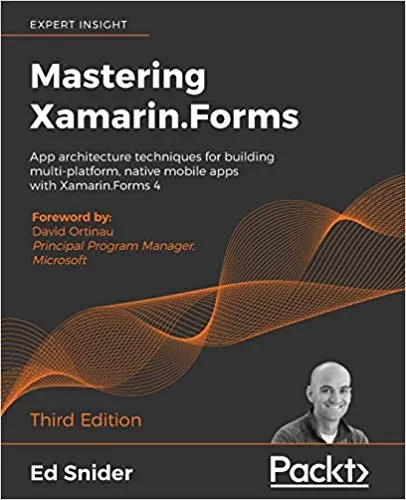 EXPERT INSIGHT
Mastering
Xamarin.Forms
App architecture techniques for building
multi-platform, native mobile apps
with Xamarin.Forms 4
Foreword by:
David Ortinau
Principal Program Manager,
Microsoft
Third Edition
Ed Snider
Packt>